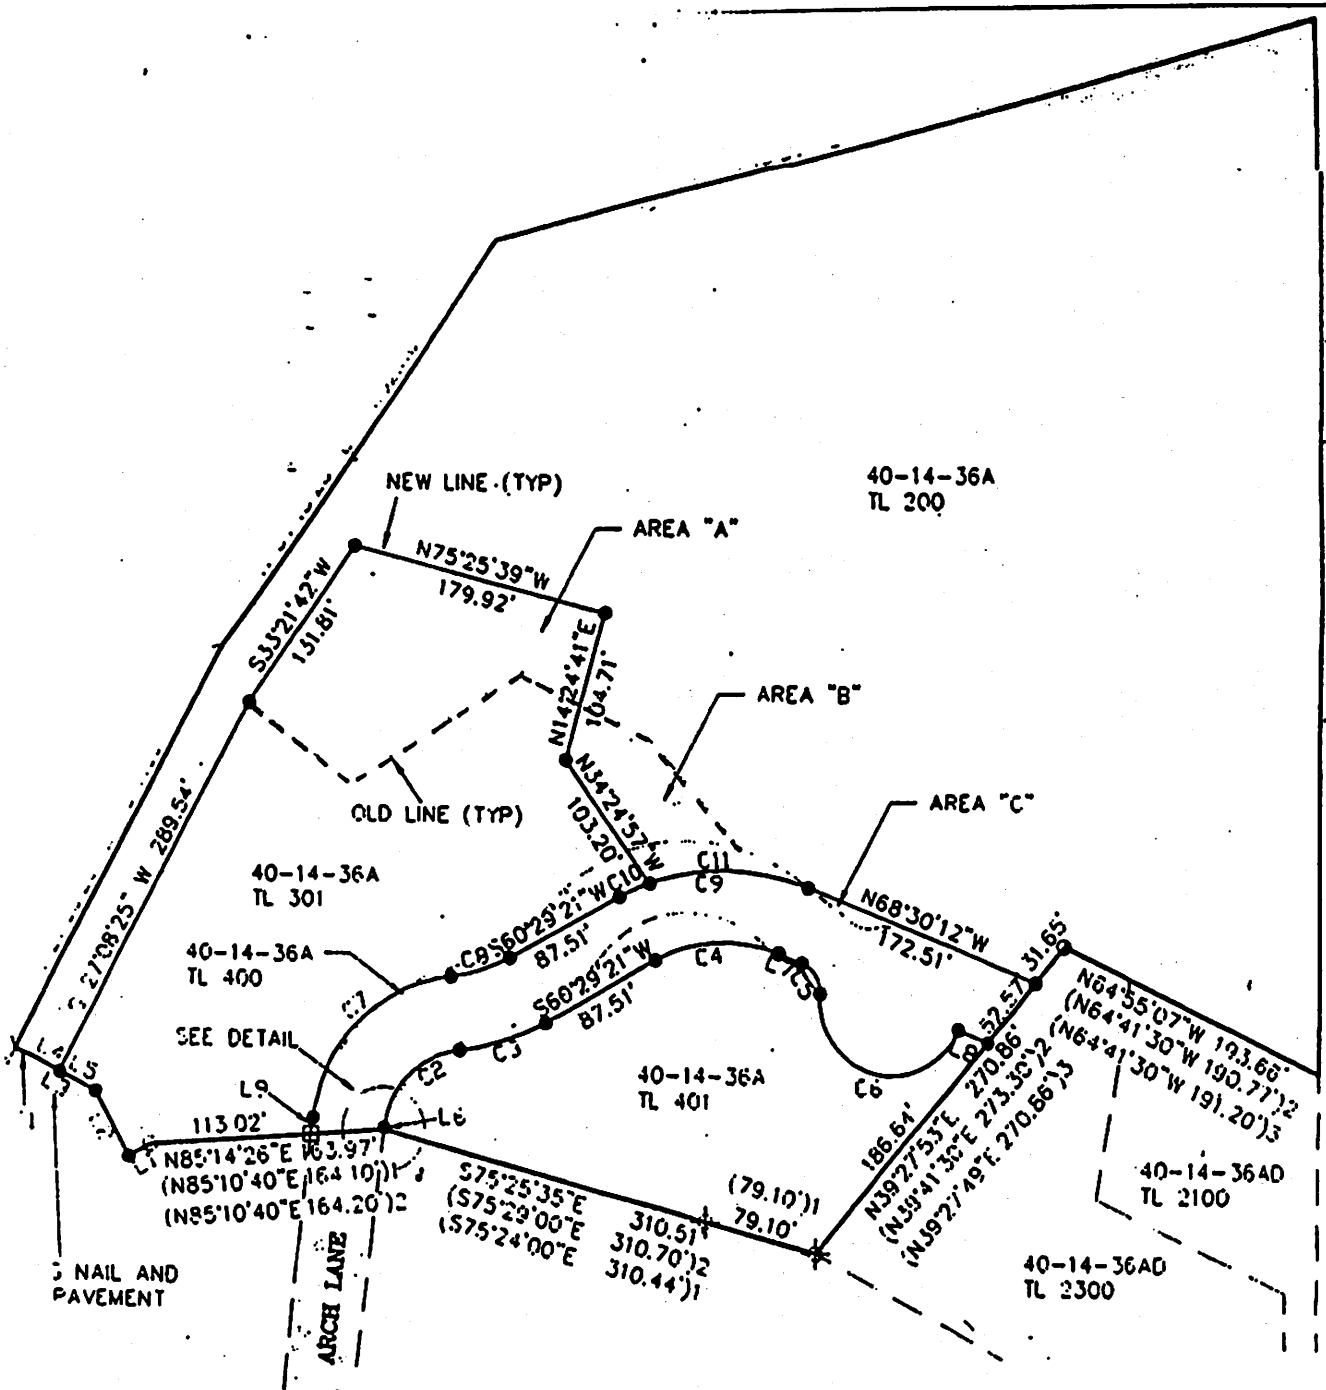 NEW LINE (TYP)
40-14-36A
TL 200
AREA "A"
N75°25'39"W
179.92'
S33°21'42"W
131.81'
N14°24'41"E
104.71'
AREA "B"
N34°24'57"W
103.20'
OLD LINE (TYP)
AREA "C"
S 27°08'25" W 289.54'
40-14-36A
TL 301
C11
C10
C9
N68°30'12"W
172.51'
S60°29'21"W
87.51'
C8
40-14-36A
TL 400
C7
S60°29'21"W
87.51'
C4
L7
C5
31.65'
52.57'
N64°55'07"W 193.66'
(N64°41'30"W 190.77')2
(N64°41'30"W 191.20')3
SEE DETAIL
C3
C2
L8
C6
40-14-36A
TL 401
L4
L5
L3
L9
L6
113.02'
L1
N85°14'26"E 163.97'
(N85°10'40"E 164.10')1
(N85°10'40"E 164.20')2
S75°25'35"E 310.51'
(S75°29'00"E 310.70')2
(S75°24'00"E 310.44')1
(79.10')1
79.10'
186.64'
N39°27'53"E 270.86'
(N39°41'30"E 273.30')2
(N39°27'49"E 270.66')3
40-14-36AD
TL 2100
40-14-36AD
TL 2300
NAIL AND
PAVEMENT
ARCH LANE